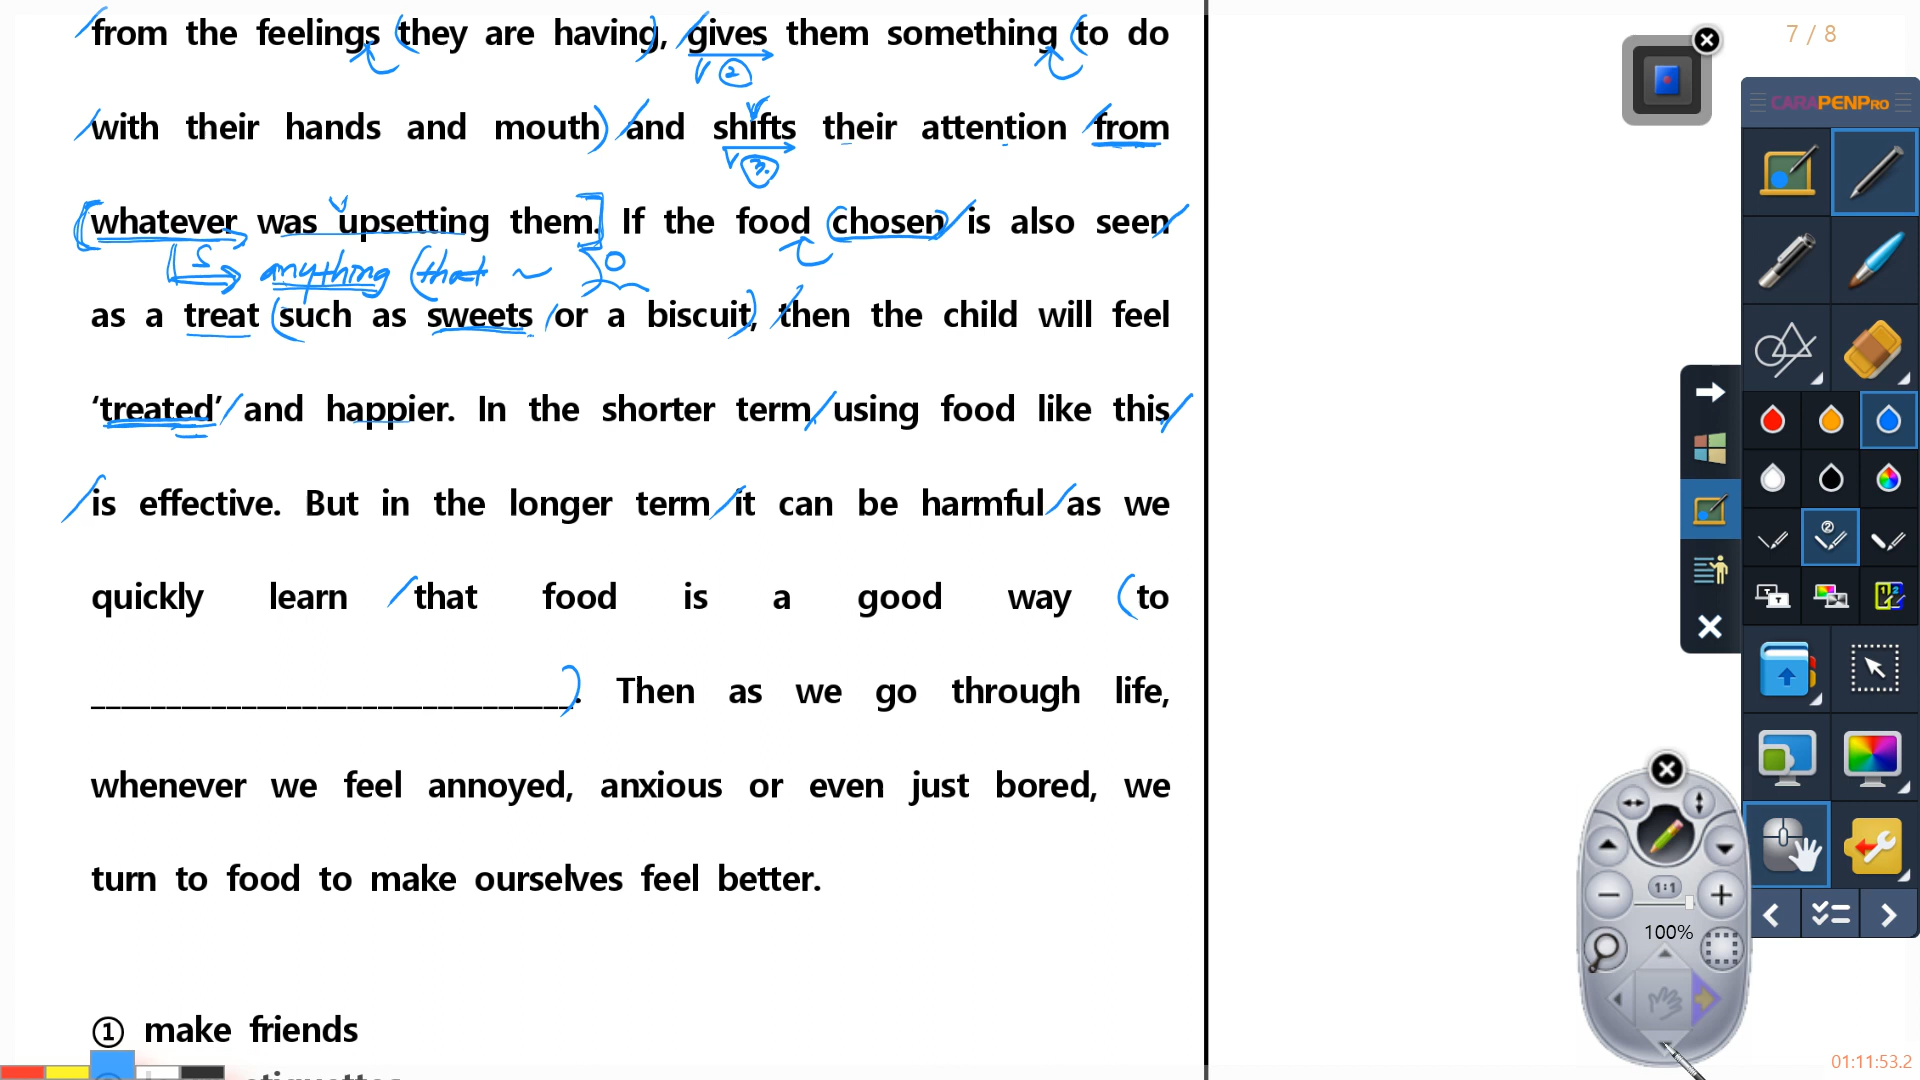 from the feelings they are having, gives them something to do
②
with their hands and mouth) and shifts their attention from
③
[whatever was upsetting them.] If the food (chosen) is also seen
S anything (that ~ ) O
as a treat (such as sweets or a biscuit), then the child will feel
‘treated’ and happier. In the shorter term, using food like this
is effective. But in the longer term it can be harmful as we
quickly learn that food is a good way (to
______________________________). Then as we go through life,
whenever we feel annoyed, anxious or even just bored, we
turn to food to make ourselves feel better.
① make friends
7 / 8
CARAPENPRO
1:1
100%
01:11:53.2